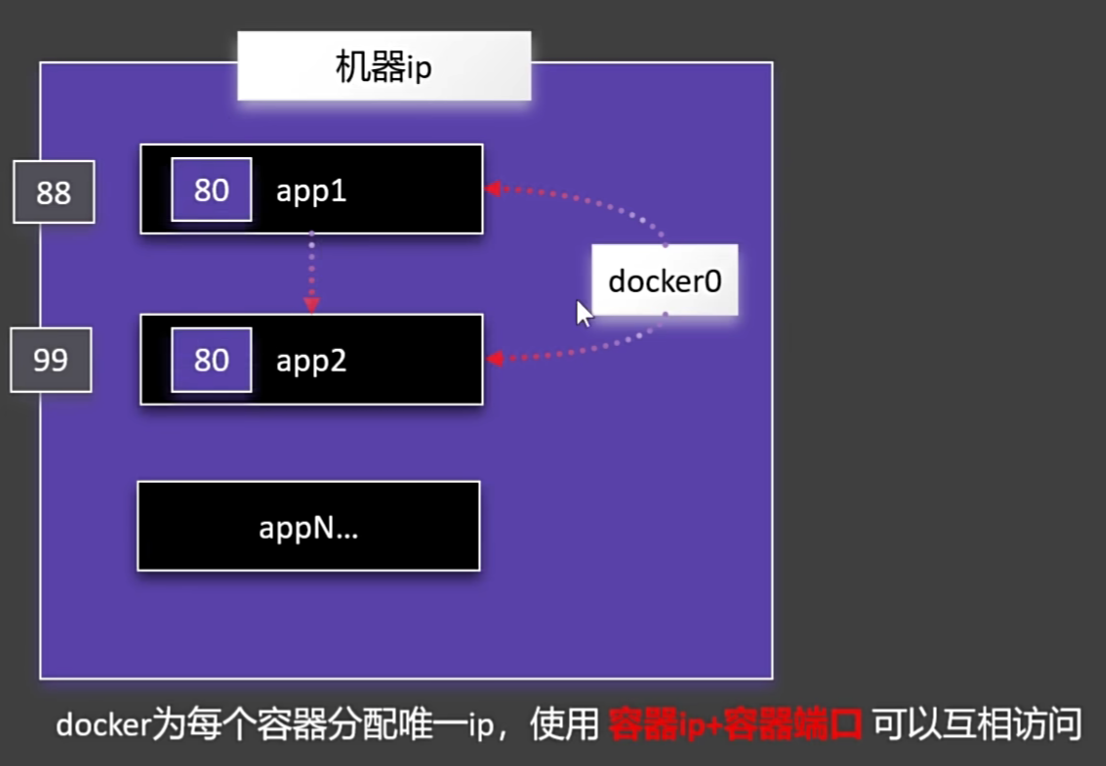 机器ip
88
80 app1
docker0
99
80 app2
appN...
docker为每个容器分配唯一ip，使用 容器ip+容器端口 可以互相访问